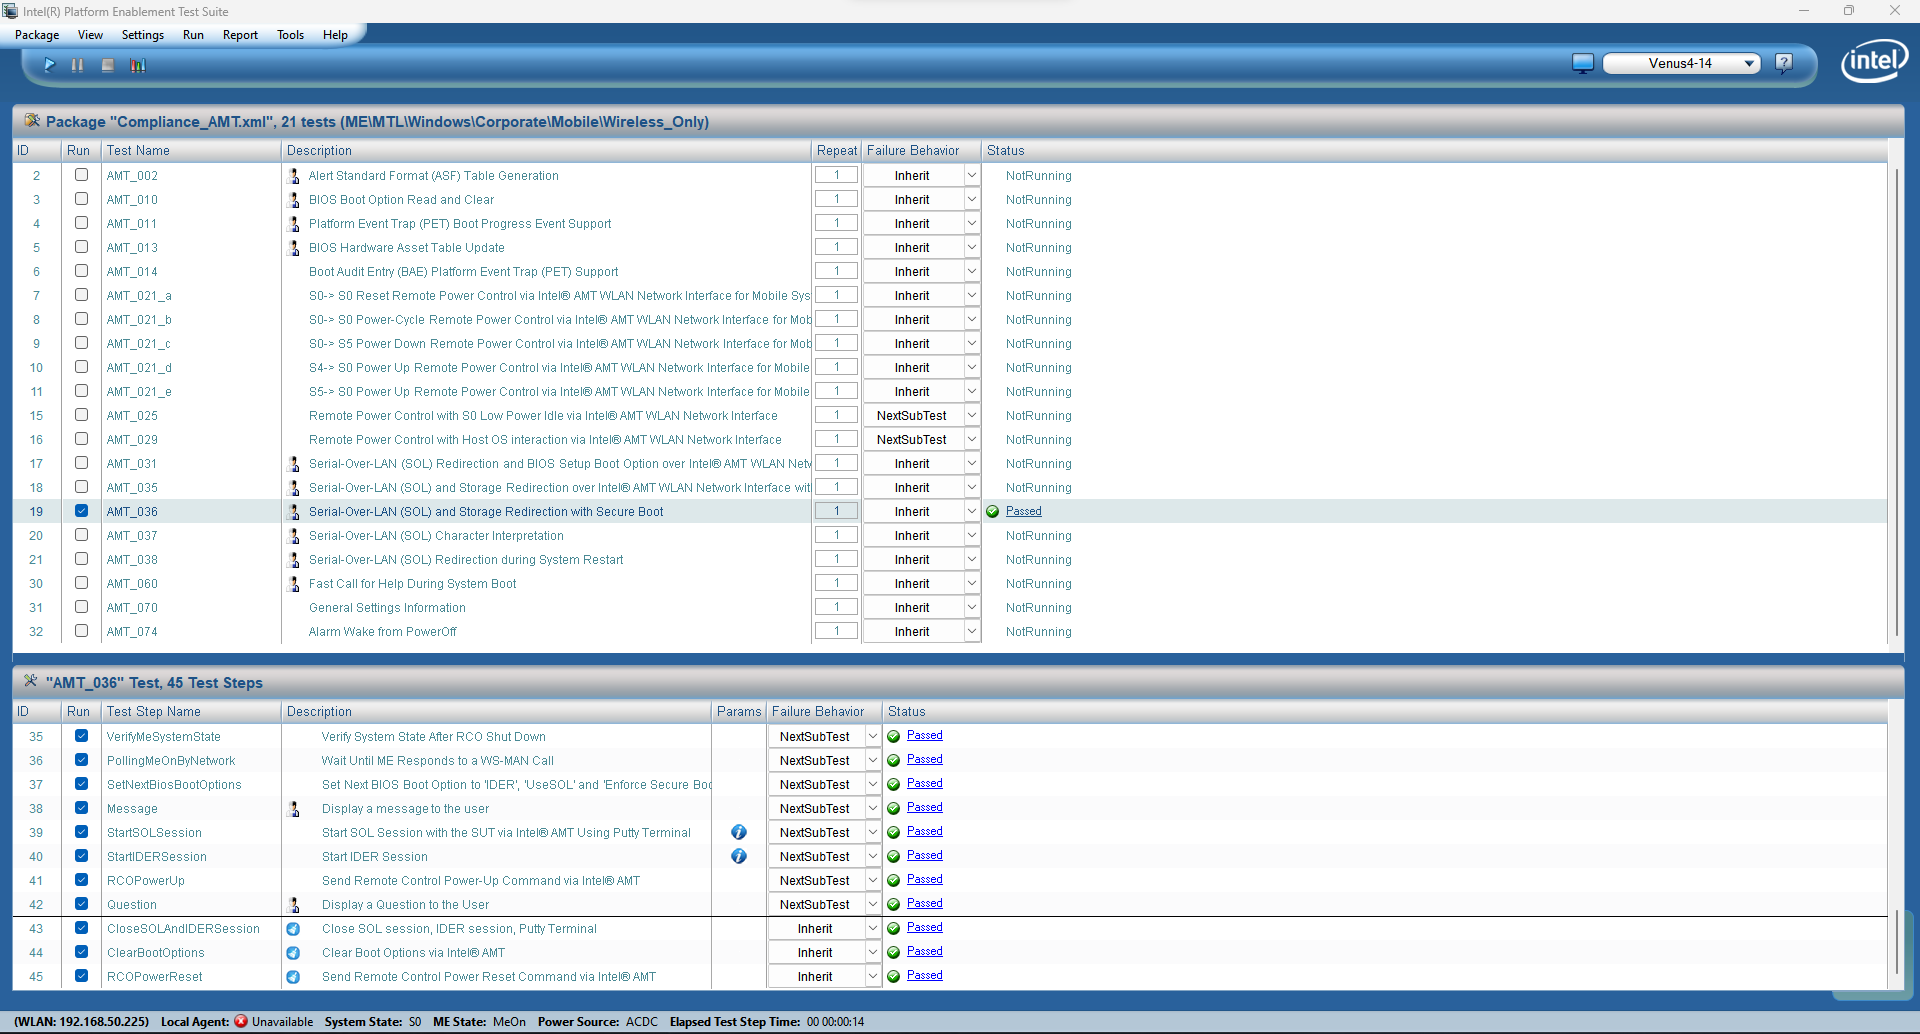 Intel(R) Platform Enablement Test Suite
Package View Settings Run Report Tools Help
Venus4-14
intel
Package "Compliance_AMT.xml", 21 tests (ME\MTL\Windows\Corporate\Mobile\Wireless_Only)
ID Run Test Name Description Repeat Failure Behavior Status
2 AMT_002 Alert Standard Format (ASF) Table Generation 1 Inherit NotRunning
3 AMT_010 BIOS Boot Option Read and Clear 1 Inherit NotRunning
4 AMT_011 Platform Event Trap (PET) Boot Progress Event Support 1 Inherit NotRunning
5 AMT_013 BIOS Hardware Asset Table Update 1 Inherit NotRunning
6 AMT_014 Boot Audit Entry (BAE) Platform Event Trap (PET) Support 1 Inherit NotRunning
7 AMT_021_a S0-> S0 Reset Remote Power Control via Intel® AMT WLAN Network Interface for Mobile Sys 1 Inherit NotRunning
8 AMT_021_b S0-> S0 Power-Cycle Remote Power Control via Intel® AMT WLAN Network Interface for Mob 1 Inherit NotRunning
9 AMT_021_c S0-> S5 Power Down Remote Power Control via Intel® AMT WLAN Network Interface for Mob 1 Inherit NotRunning
10 AMT_021_d S4-> S0 Power Up Remote Power Control via Intel® AMT WLAN Network Interface for Mobile 1 Inherit NotRunning
11 AMT_021_e S5-> S0 Power Up Remote Power Control via Intel® AMT WLAN Network Interface for Mobile 1 Inherit NotRunning
15 AMT_025 Remote Power Control with S0 Low Power Idle via Intel® AMT WLAN Network Interface 1 NextSubTest NotRunning
16 AMT_029 Remote Power Control with Host OS interaction via Intel® AMT WLAN Network Interface 1 NextSubTest NotRunning
17 AMT_031 Serial-Over-LAN (SOL) Redirection and BIOS Setup Boot Option over Intel® AMT WLAN Netw 1 Inherit NotRunning
18 AMT_035 Serial-Over-LAN (SOL) and Storage Redirection over Intel® AMT WLAN Network Interface wit 1 Inherit NotRunning
19 AMT_036 Serial-Over-LAN (SOL) and Storage Redirection with Secure Boot 1 Inherit Passed
20 AMT_037 Serial-Over-LAN (SOL) Character Interpretation 1 Inherit NotRunning
21 AMT_038 Serial-Over-LAN (SOL) Redirection during System Restart 1 Inherit NotRunning
30 AMT_060 Fast Call for Help During System Boot 1 Inherit NotRunning
31 AMT_070 General Settings Information 1 Inherit NotRunning
32 AMT_074 Alarm Wake from PowerOff 1 Inherit NotRunning
"AMT_036" Test, 45 Test Steps
ID Run Test Step Name Description Params Failure Behavior Status
35 VerifyMeSystemState Verify System State After RCO Shut Down NextSubTest Passed
36 PollingMeOnByNetwork Wait Until ME Responds to a WS-MAN Call NextSubTest Passed
37 SetNextBiosBootOptions Set Next BIOS Boot Option to 'IDER', 'UseSOL' and 'Enforce Secure Boo NextSubTest Passed
38 Message Display a message to the user NextSubTest Passed
39 StartSOLSession Start SOL Session with the SUT via Intel® AMT Using Putty Terminal NextSubTest Passed
40 StartIDERSession Start IDER Session NextSubTest Passed
41 RCOPowerUp Send Remote Control Power-Up Command via Intel® AMT NextSubTest Passed
42 Question Display a Question to the User NextSubTest Passed
43 CloseSOLAndIDERSession Close SOL session, IDER session, Putty Terminal Inherit Passed
44 ClearBootOptions Clear Boot Options via Intel® AMT Inherit Passed
45 RCOPowerReset Send Remote Control Power Reset Command via Intel® AMT Inherit Passed
(WLAN: 192.168.50.225) Local Agent: Unavailable System State: S0 ME State: MeOn Power Source: ACDC Elapsed Test Step Time: 00 00:00:14